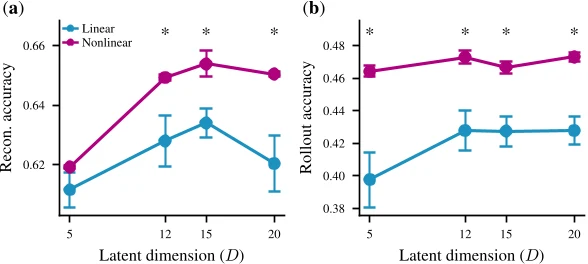 (a)
Linear
Nonlinear
* * *
0.66
0.64
0.62
Recon. accuracy
5 12 15 20
Latent dimension (D)
(b)
* * * *
0.48
0.46
0.44
0.42
0.40
0.38
Rollout accuracy
5 12 15 20
Latent dimension (D)